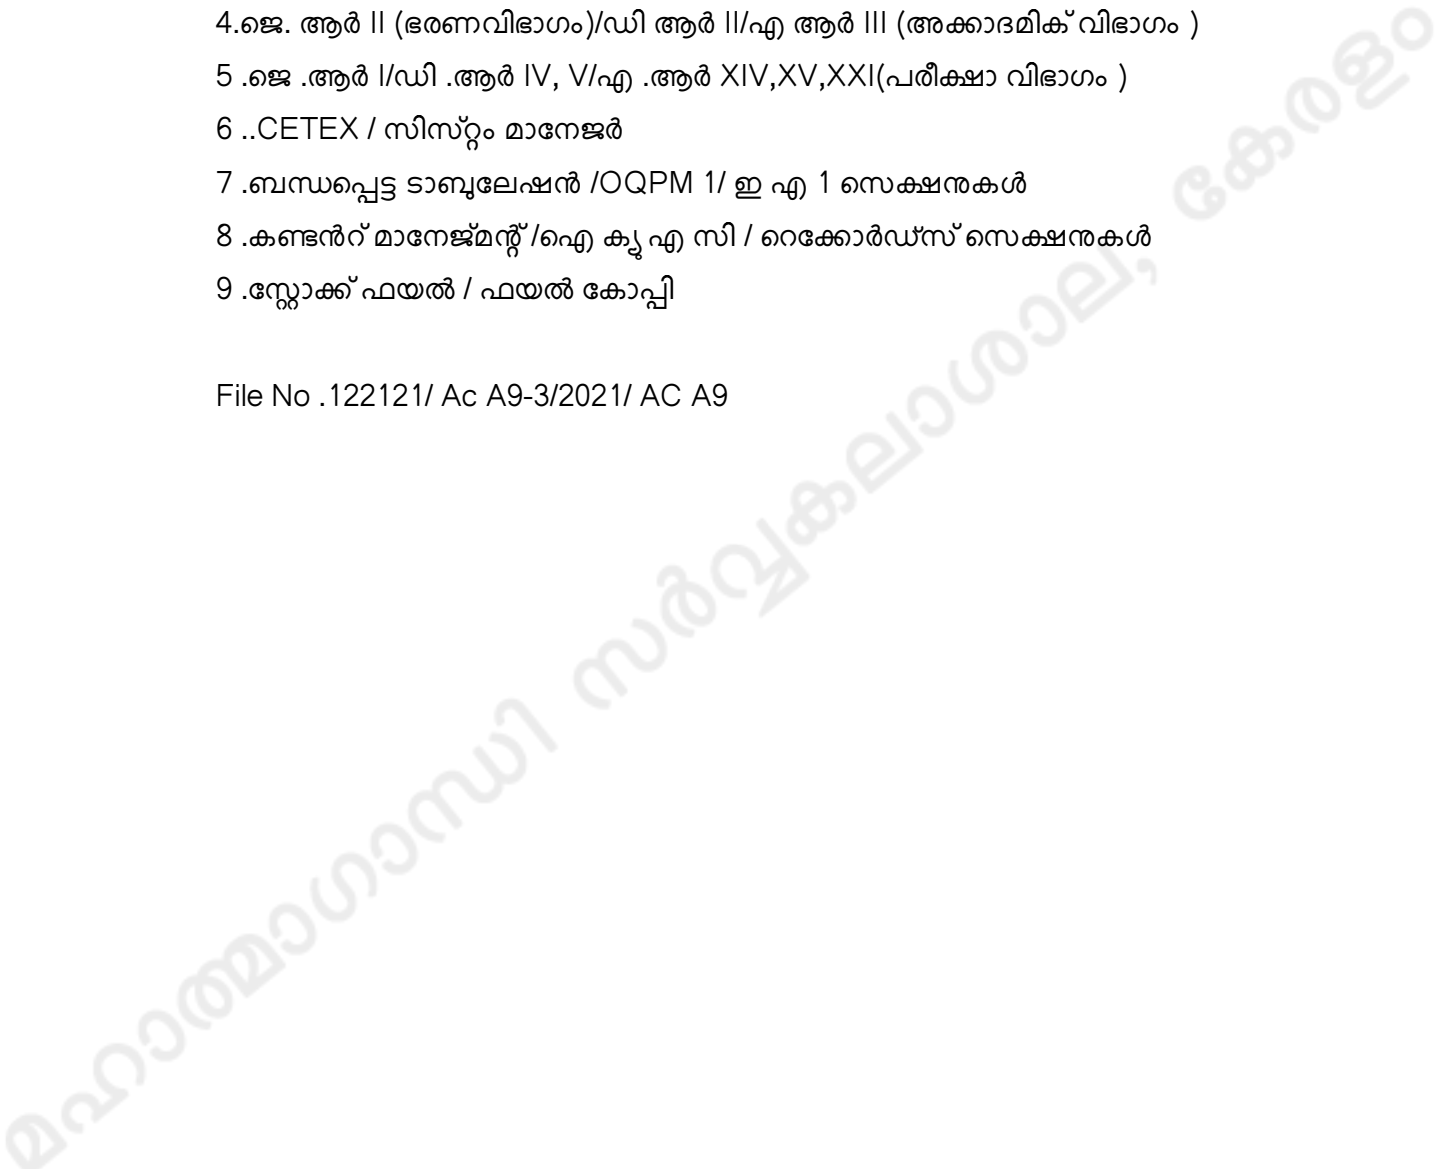 4.ജെ. ആർ II (ഭരണവിഭാഗം)/ഡി ആർ II/എ ആർ III (അക്കാദമിക് വിഭാഗം )
5 .ജെ .ആർ I/ഡി .ആർ IV, V/എ .ആർ XIV,XV,XXI(പരീക്ഷാ വിഭാഗം )
6 ..CETEX / സിസ്റ്റം മാനേജർ
7 .ബന്ധപ്പെട്ട ടാബുലേഷൻ /OQPM 1/ ഇ എ 1 സെക്ഷനുകൾ
8 .കണ്ടൻറ് മാനേജ്മന്റ് /ഐ ക്യു എ സി / റെക്കോർഡ്സ് സെക്ഷനുകൾ
9 .സ്റ്റോക്ക് ഫയൽ / ഫയൽ കോപ്പി
File No .122121/ Ac A9-3/2021/ AC A9
മഹാത്മാഗാന്ധി സർവ്വകലാശാല, കേരളം